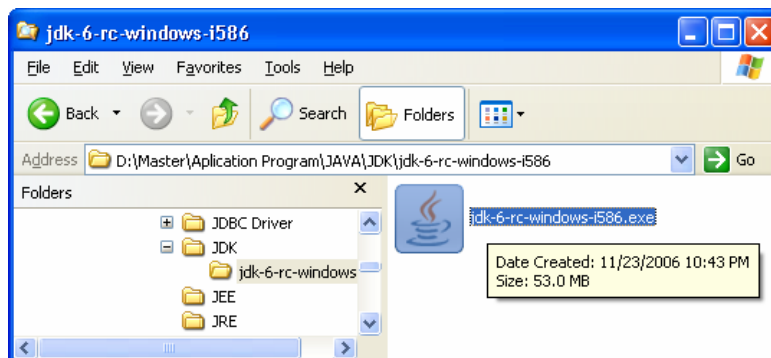 jdk-6-rc-windows-i586
File Edit View Favorites Tools Help
Back Search Folders
Address D:\Master\Aplication Program\JAVA\JDK\jdk-6-rc-windows-i586 Go
Folders x
JDBC Driver
JDK
jdk-6-rc-windows
JEE
JRE
jdk-6-rc-windows-i586.exe
Date Created: 11/23/2006 10:43 PM
Size: 53.0 MB